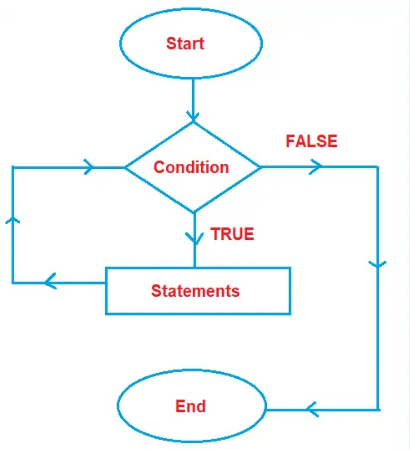 Start
Condition
FALSE
TRUE
Statements
End